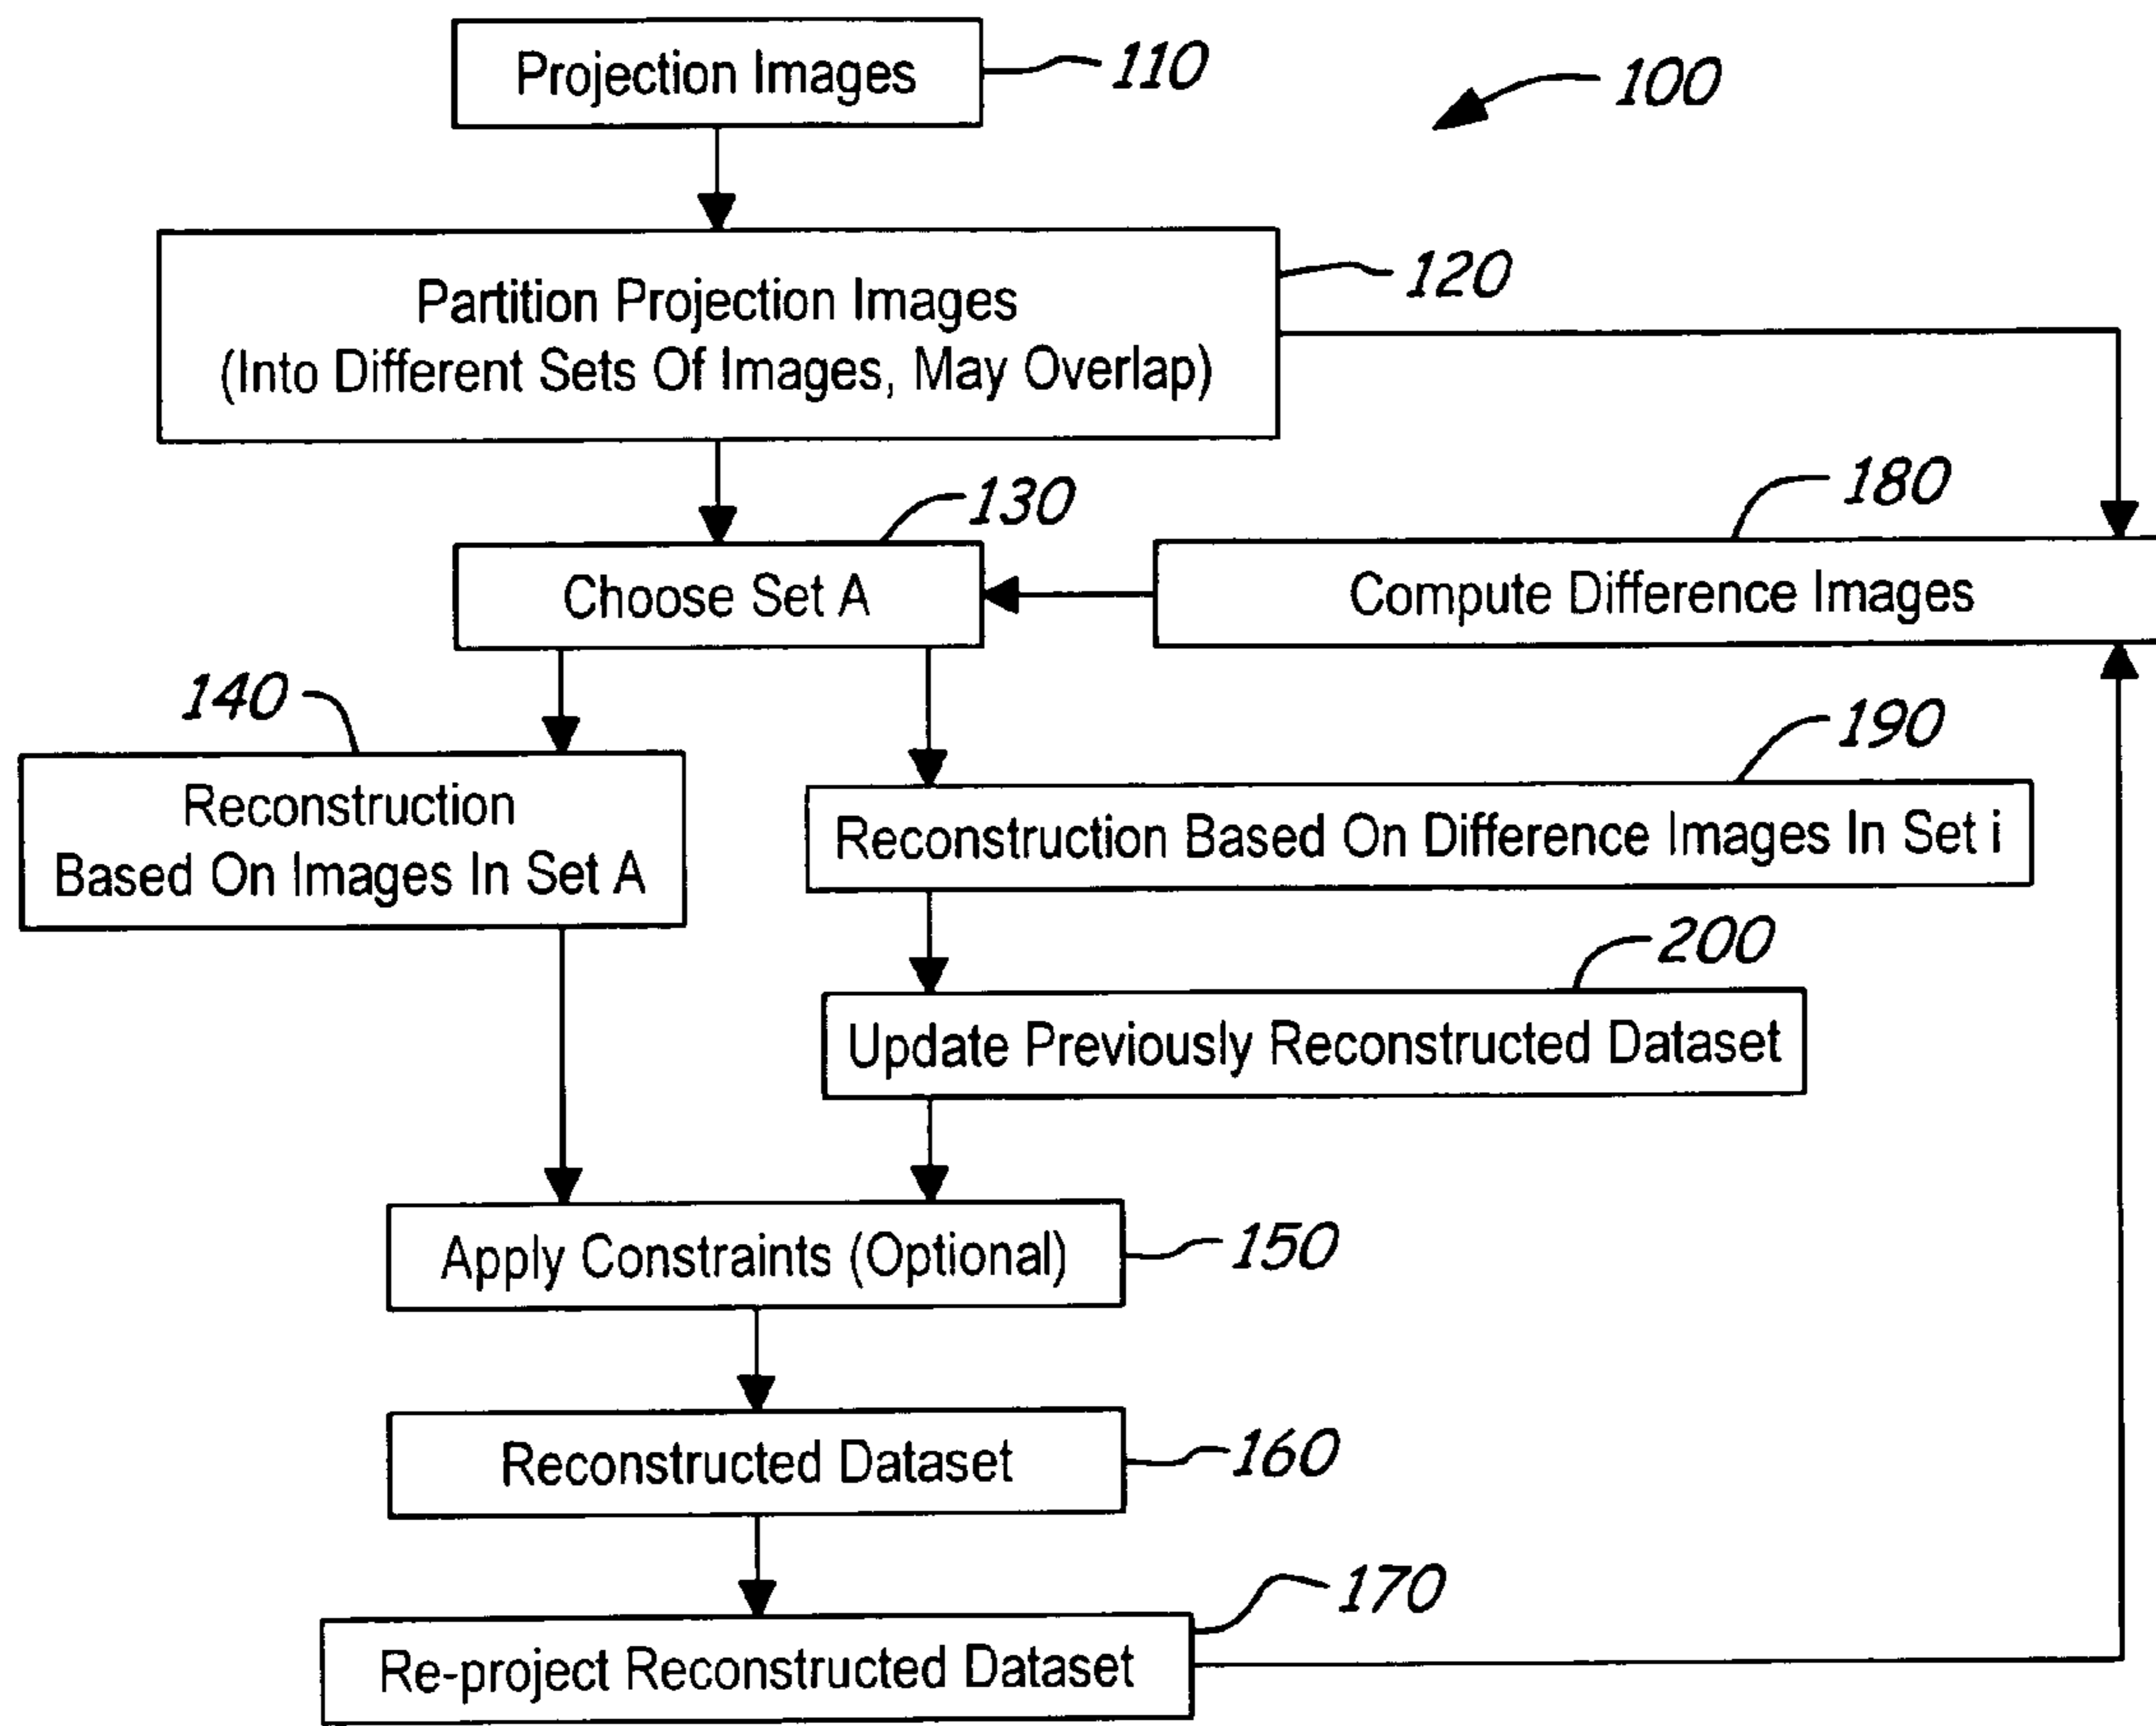 Projection Images
110
100
Partition Projection Images
(Into Different Sets Of Images, May Overlap)
120
130
180
Choose Set A
Compute Difference Images
140
190
Reconstruction
Based On Images In Set A
Reconstruction Based On Difference Images In Set i
200
Update Previously Reconstructed Dataset
Apply Constraints (Optional)
150
Reconstructed Dataset
160
170
Re-project Reconstructed Dataset